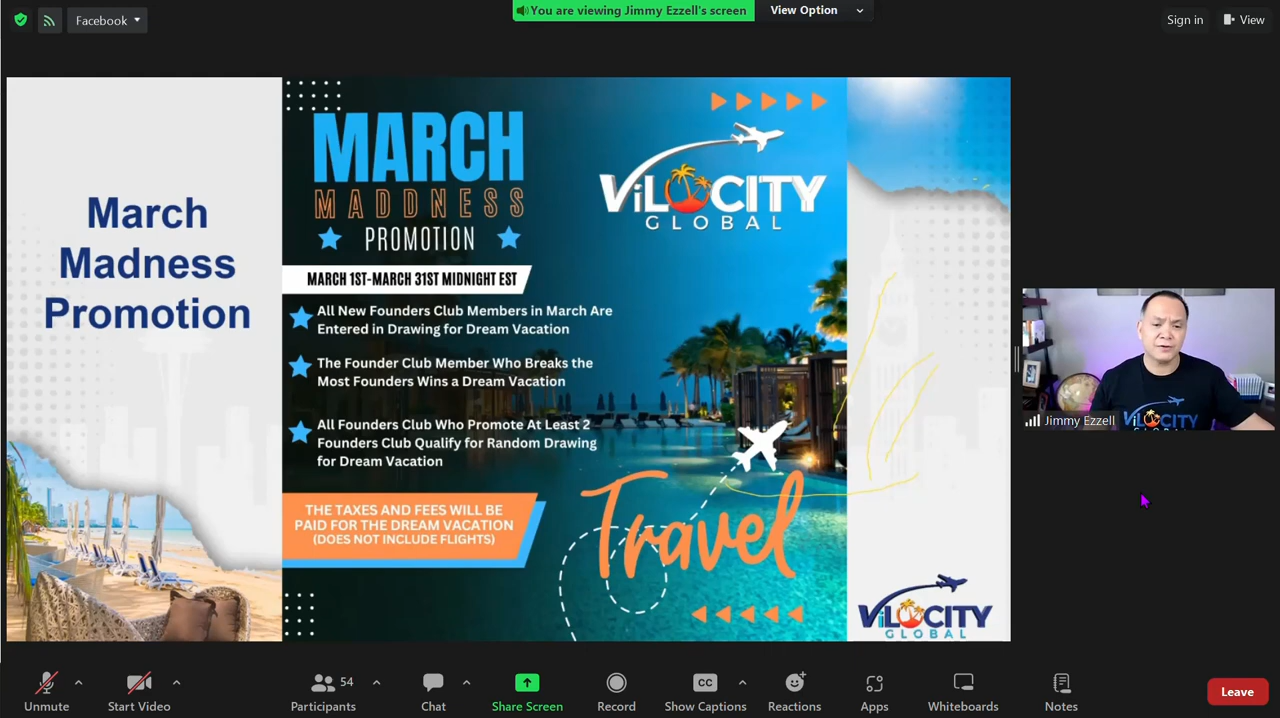 Facebook
You are viewing Jimmy Ezzell's screen
View Option
Sign in
View
March
Madness
Promotion
MARCH
MADDNESS
PROMOTION
ViLOCITY
GLOBAL
MARCH 1ST-MARCH 31ST MIDNIGHT EST
All New Founders Club Members in March Are
Entered in Drawing for Dream Vacation
The Founder Club Member Who Breaks the
Most Founders Wins a Dream Vacation
All Founders Club Who Promote At Least 2
Founders Club Qualify for Random Drawing
for Dream Vacation
THE TAXES AND FEES WILL BE
PAID FOR THE DREAM VACATION
(DOES NOT INCLUDE FLIGHTS)
Travel
ViLOCITY
GLOBAL
ViLOCITY
GLOBAL
Jimmy Ezzell
Unmute
Start Video
Participants
54
Chat
Share Screen
Record
CC
Show Captions
Reactions
Apps
Whiteboards
Notes
Leave